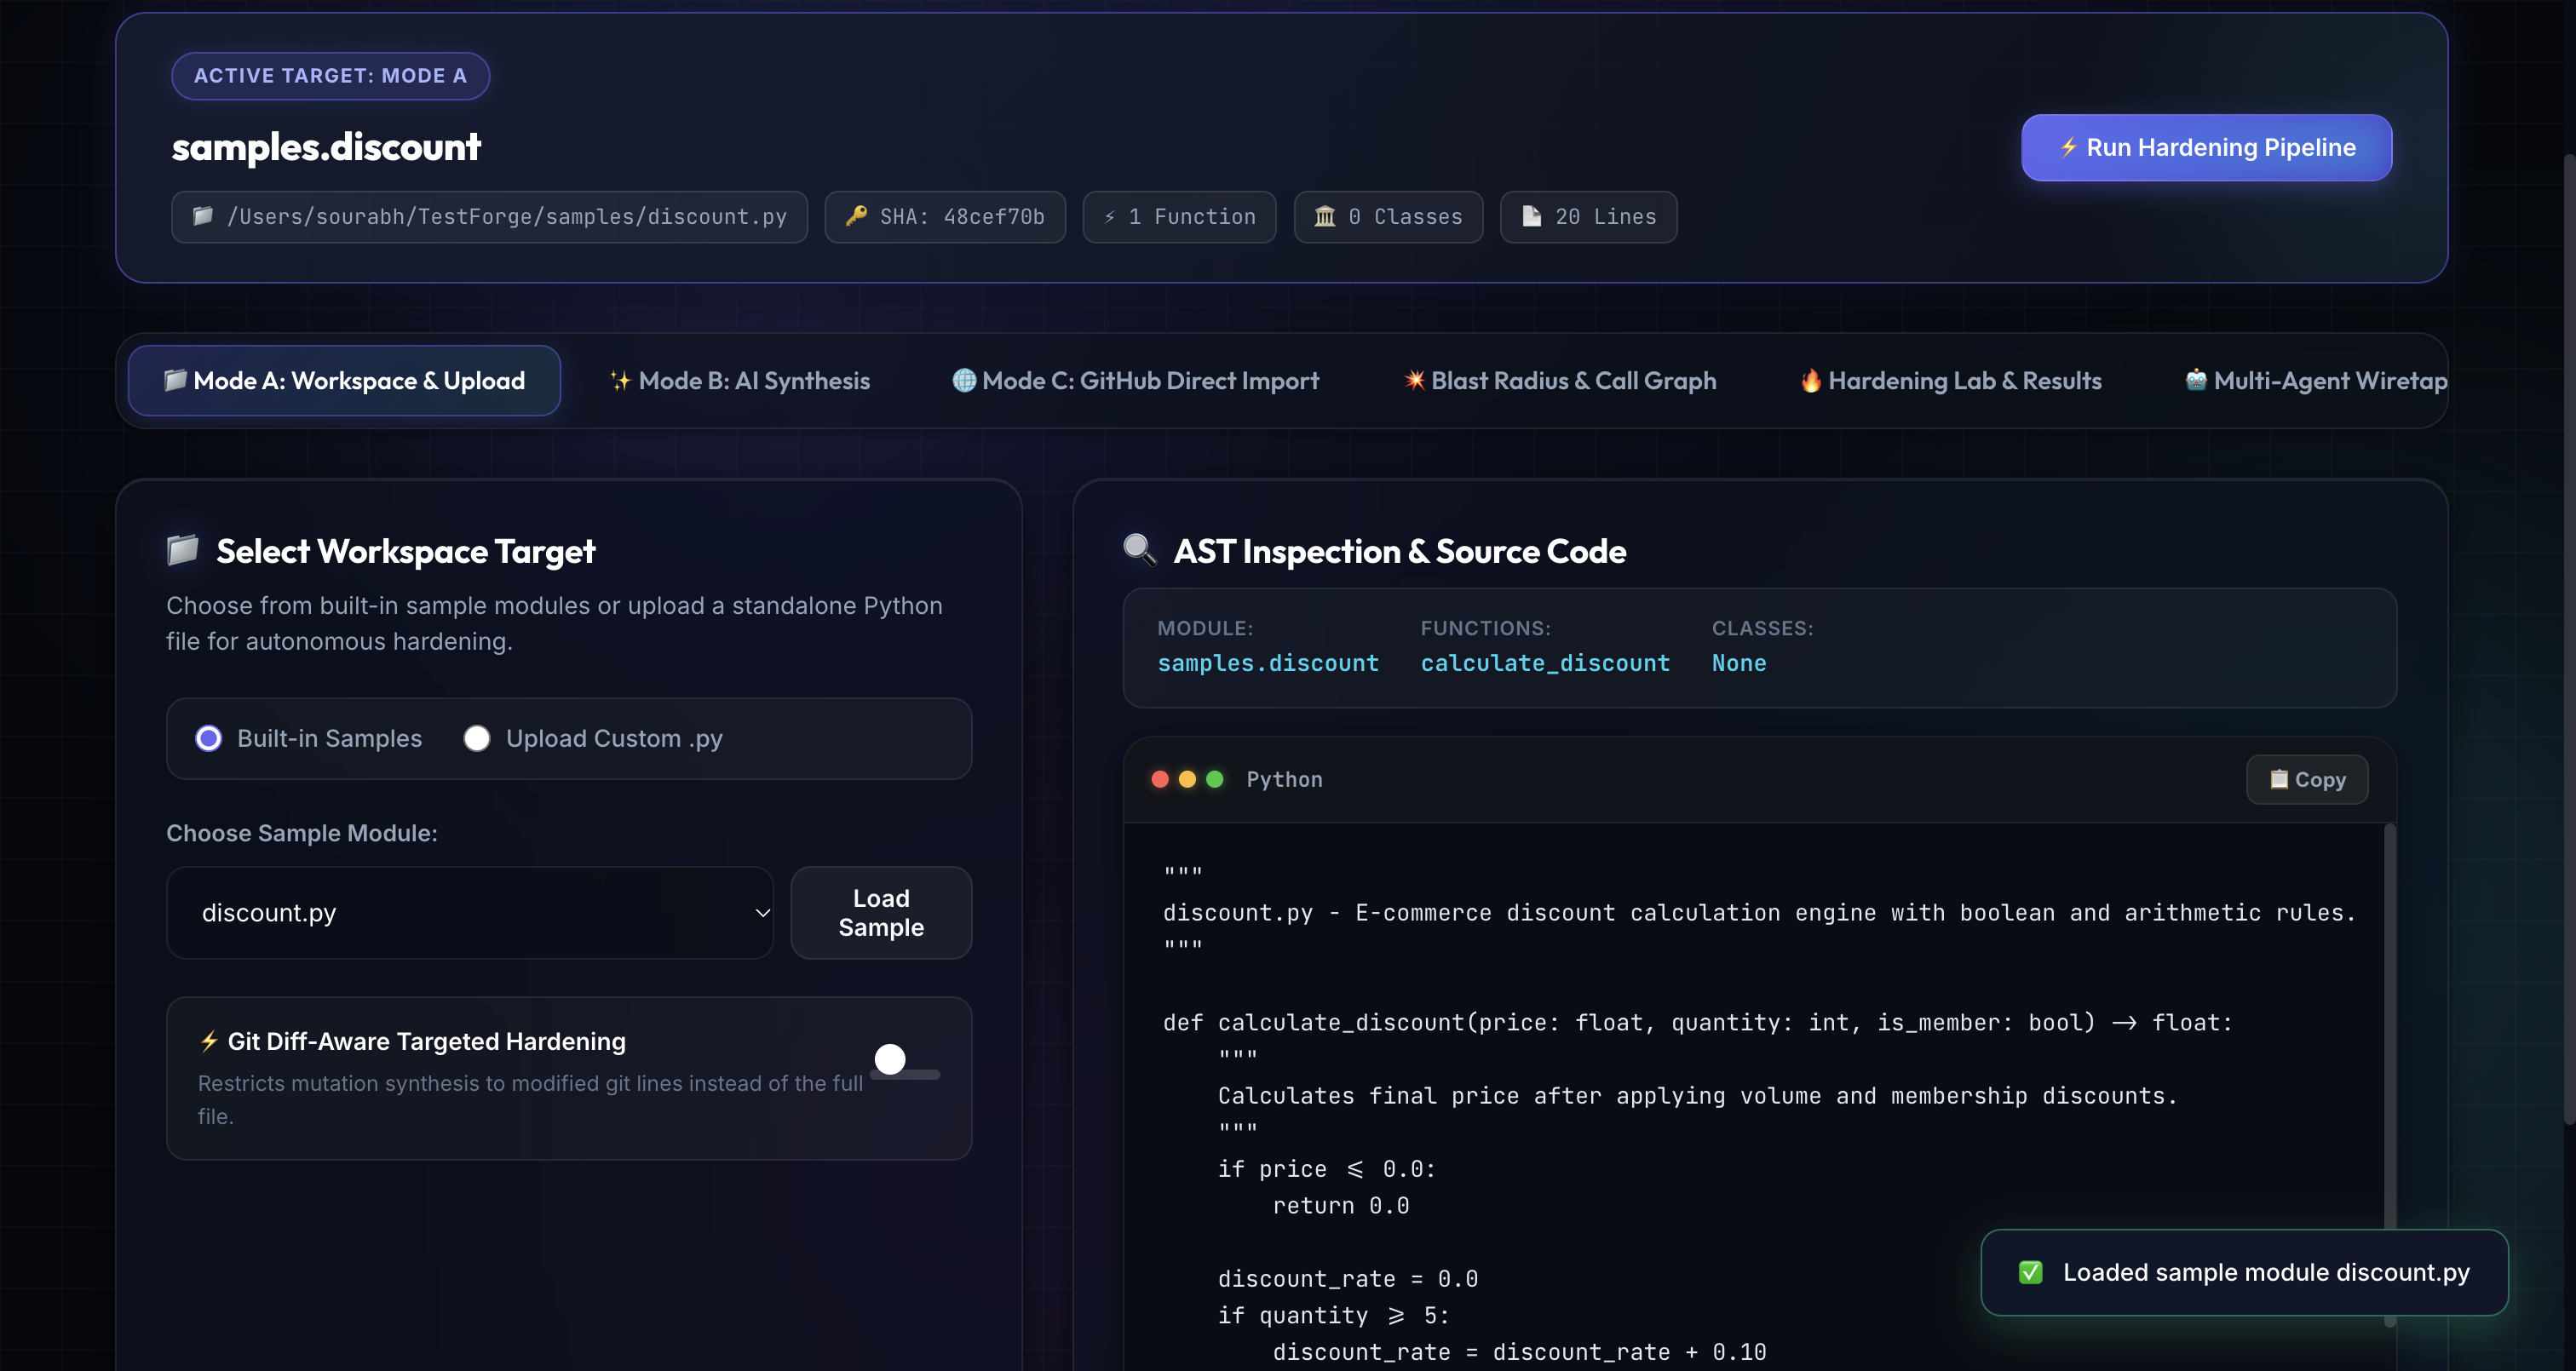 ACTIVE TARGET: MODE A
samples.discount
⚡ Run Hardening Pipeline
📁 /Users/sourabh/TestForge/samples/discount.py 🔑 SHA: 48cef70b ⚡ 1 Function 🏛️ 0 Classes 📄 20 Lines
📁 Mode A: Workspace & Upload ✨ Mode B: AI Synthesis 🌐 Mode C: GitHub Direct Import 💥 Blast Radius & Call Graph 🔥 Hardening Lab & Results 🤖 Multi-Agent Wiretap
📁 Select Workspace Target
Choose from built-in sample modules or upload a standalone Python
file for autonomous hardening.
Built-in Samples Upload Custom .py
Choose Sample Module:
discount.py
Load
Sample
⚡ Git Diff-Aware Targeted Hardening
Restricts mutation synthesis to modified git lines instead of the full
file.
🔍 AST Inspection & Source Code
MODULE: FUNCTIONS: CLASSES:
samples.discount calculate_discount None
Python
📋 Copy
"""
discount.py - E-commerce discount calculation engine with boolean and arithmetic rules.
"""
def calculate_discount(price: float, quantity: int, is_member: bool) -> float:
"""
Calculates final price after applying volume and membership discounts.
"""
if price <= 0.0:
return 0.0
discount_rate = 0.0
if quantity >= 5:
discount_rate = discount_rate + 0.10
✅ Loaded sample module discount.py